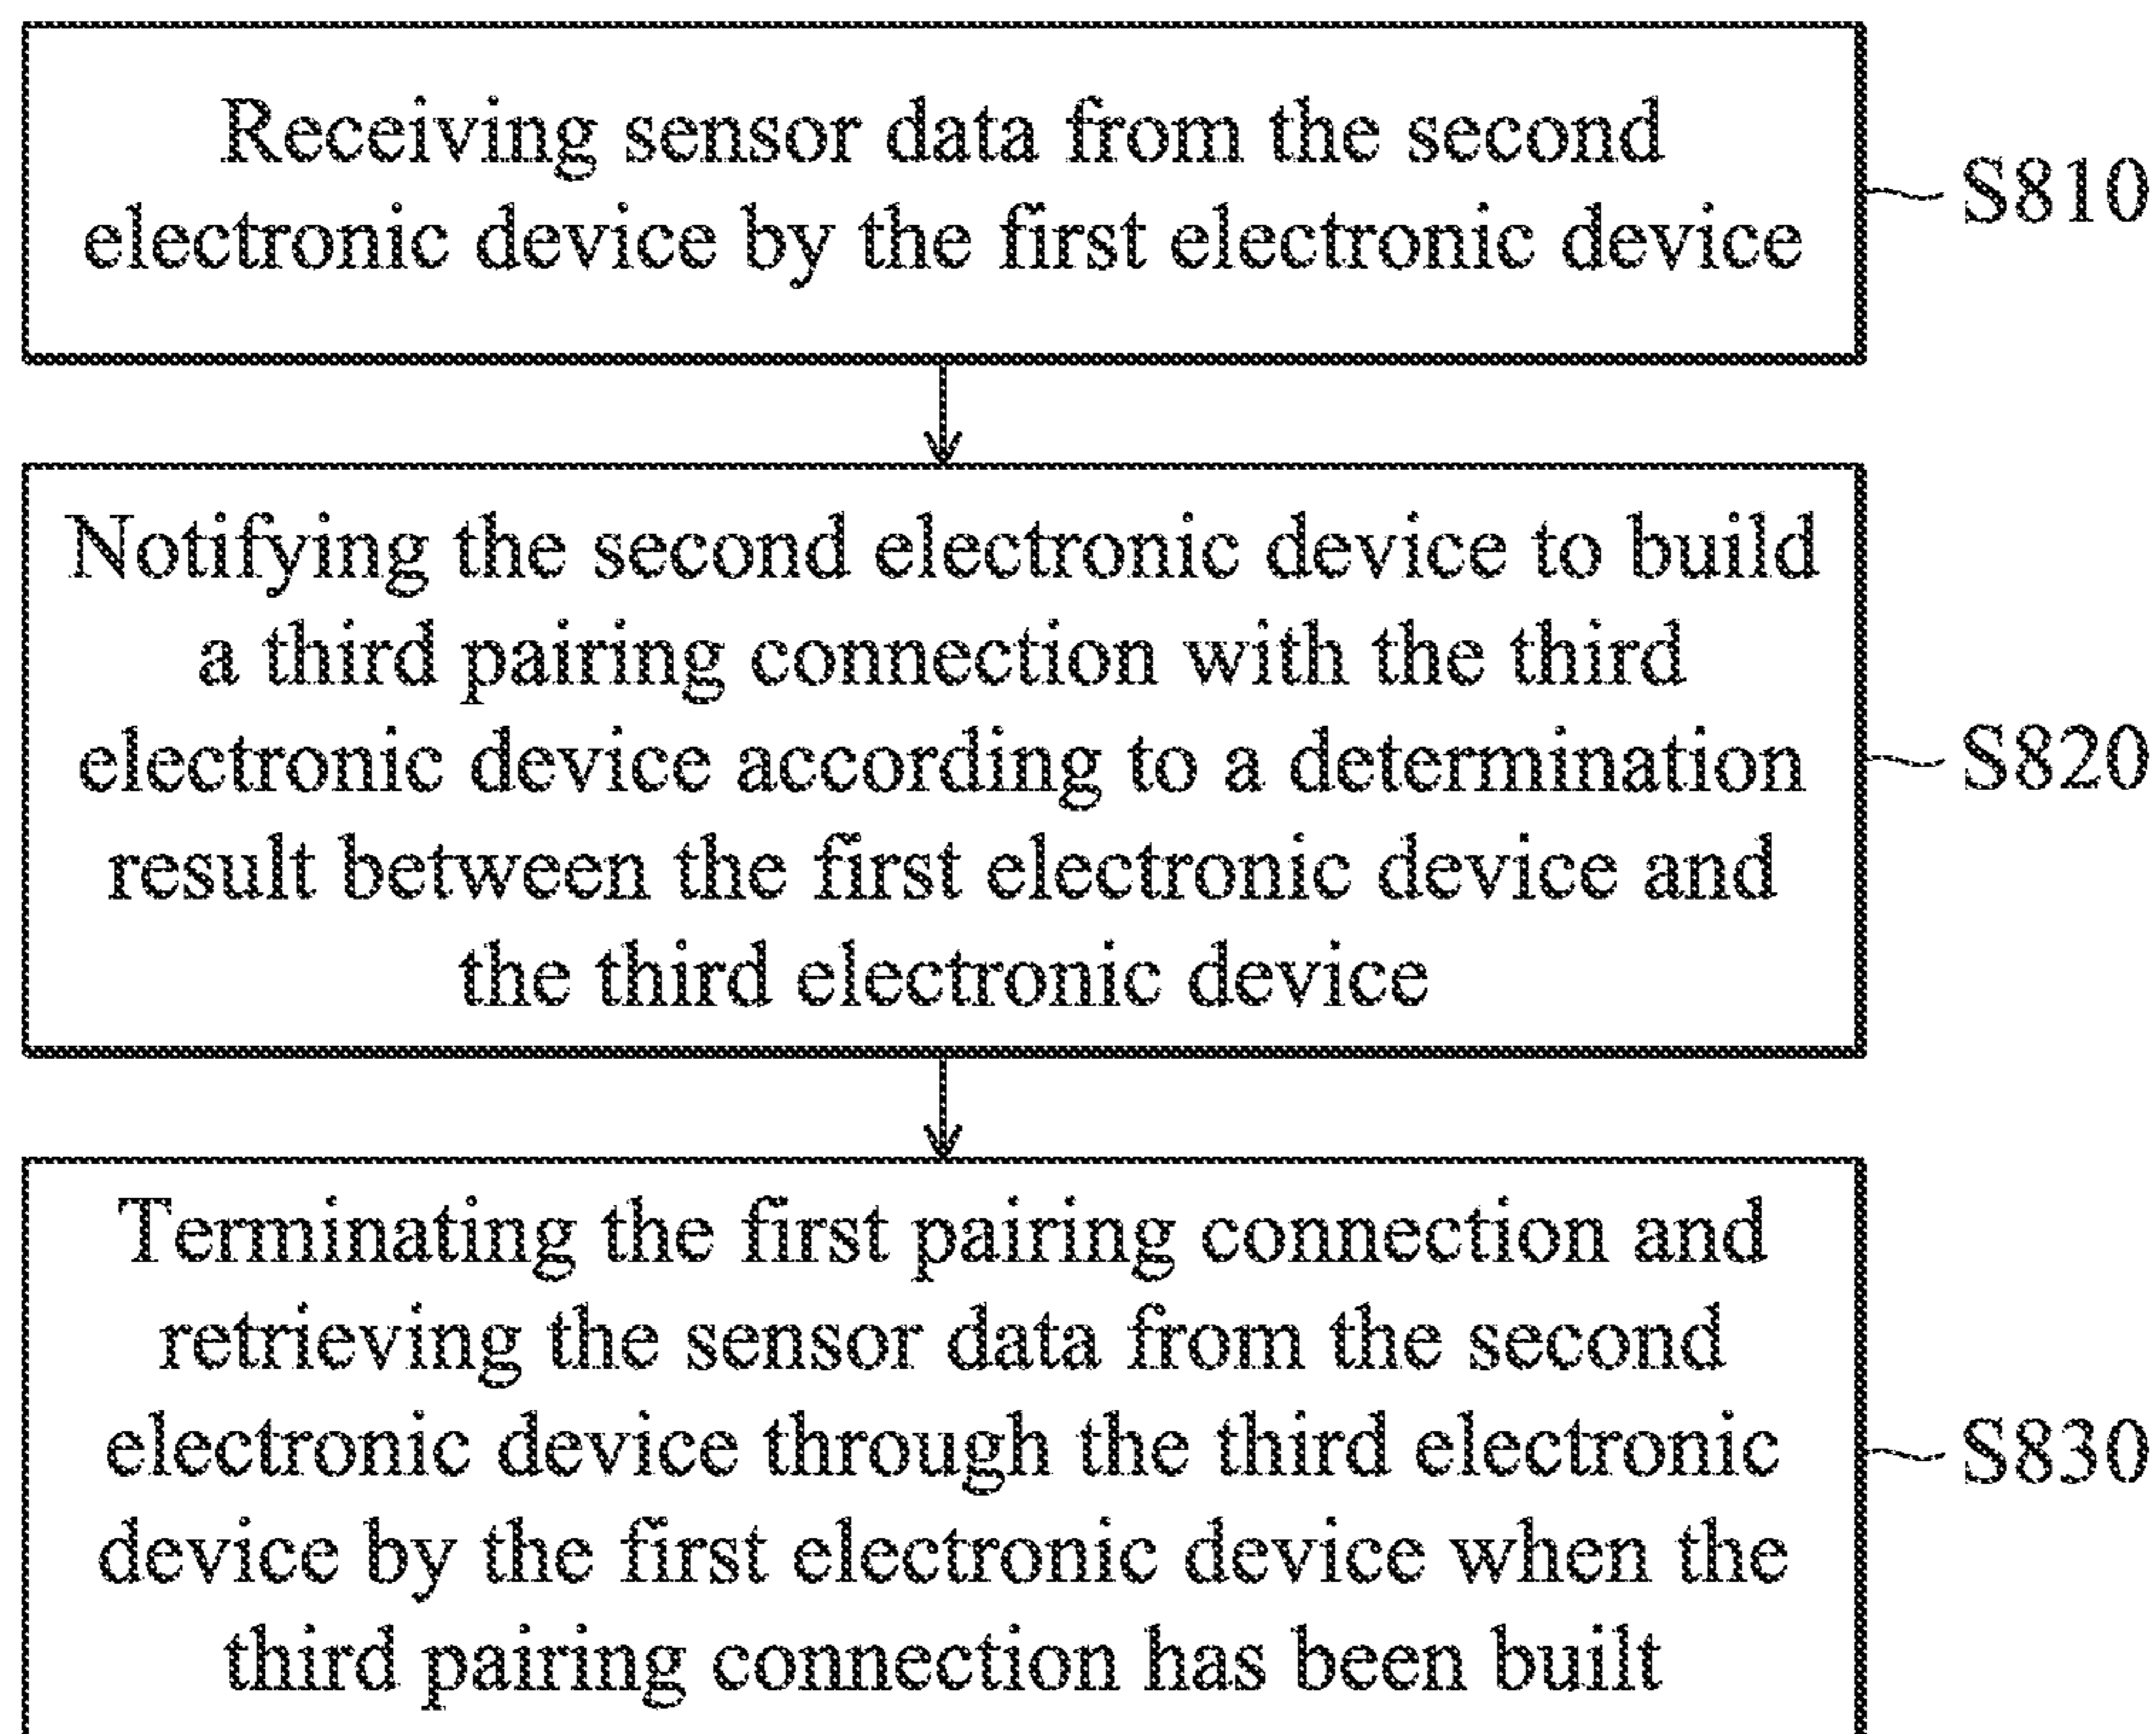 Receiving sensor data from the second
electronic device by the first electronic device
S810
Notifying the second electronic device to build
a third pairing connection with the third
electronic device according to a determination
result between the first electronic device and
the third electronic device
S820
Terminating the first pairing connection and
retrieving the sensor data from the second
electronic device through the third electronic
device by the first electronic device when the
third pairing connection has been built
S830